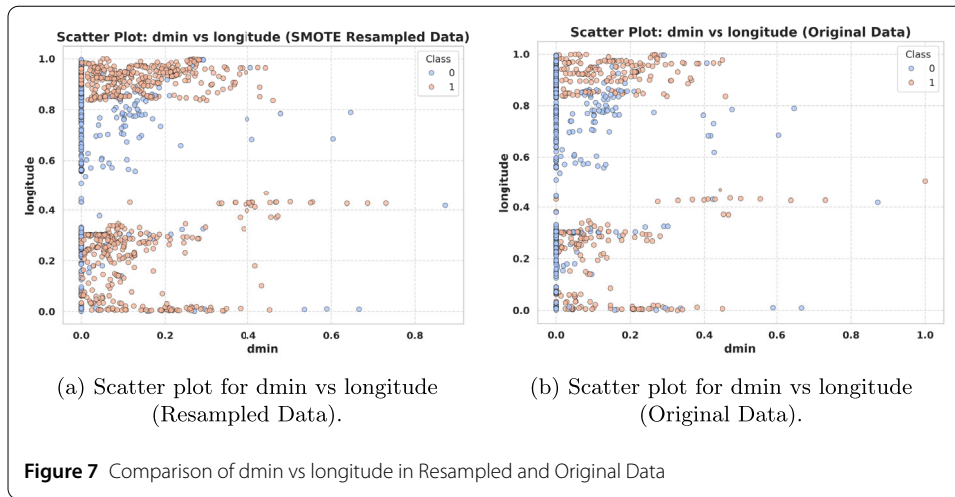 Scatter Plot: dmin vs longitude (SMOTE Resampled Data)
Class
0
1
1.0
0.8
0.6
0.4
0.2
0.0
longitude
0.0
0.2
0.4
0.6
0.8
dmin
(a) Scatter plot for dmin vs longitude
(Resampled Data).
Scatter Plot: dmin vs longitude (Original Data)
Class
0
1
1.0
0.8
0.6
0.4
0.2
0.0
longitude
0.0
0.2
0.4
0.6
0.8
1.0
dmin
(b) Scatter plot for dmin vs longitude
(Original Data).
Figure 7 Comparison of dmin vs longitude in Resampled and Original Data